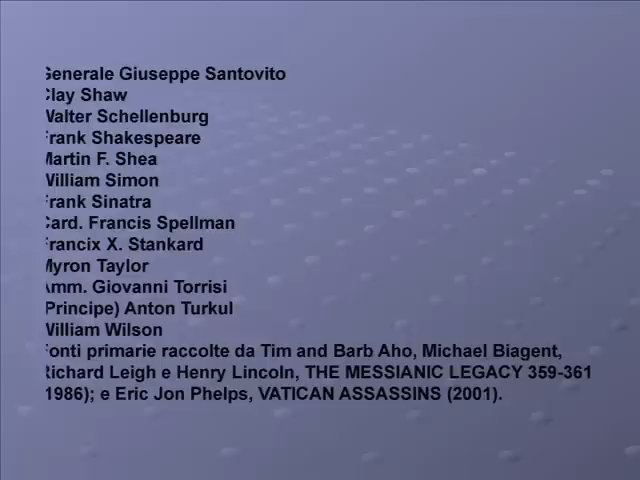 Generale Giuseppe Santovito
Clay Shaw
Walter Schellenburg
Frank Shakespeare
Martin F. Shea
William Simon
Frank Sinatra
Card. Francis Spellman
Francix X. Stankard
Myron Taylor
Amm. Giovanni Torrisi
(Principe) Anton Turkul
William Wilson
Fonti primarie raccolte da Tim and Barb Aho, Michael Biagent,
Richard Leigh e Henry Lincoln, THE MESSIANIC LEGACY 359-361
(1986); e Eric Jon Phelps, VATICAN ASSASSINS (2001).